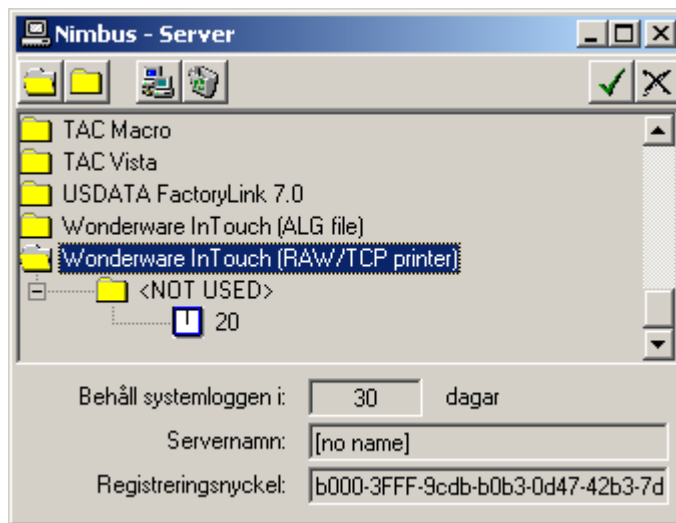 Nimbus - Server
TAC Macro
TAC Vista
USDATA FactoryLink 7.0
Wonderware InTouch (ALG file)
Wonderware InTouch (RAW/TCP printer)
<NOT USED>
20
Behåll systemloggen i: 30 dagar
Servernamn: [no name]
Registreringsnyckel: b000-3FFF-9cdb-b0b3-0d47-42b3-7d